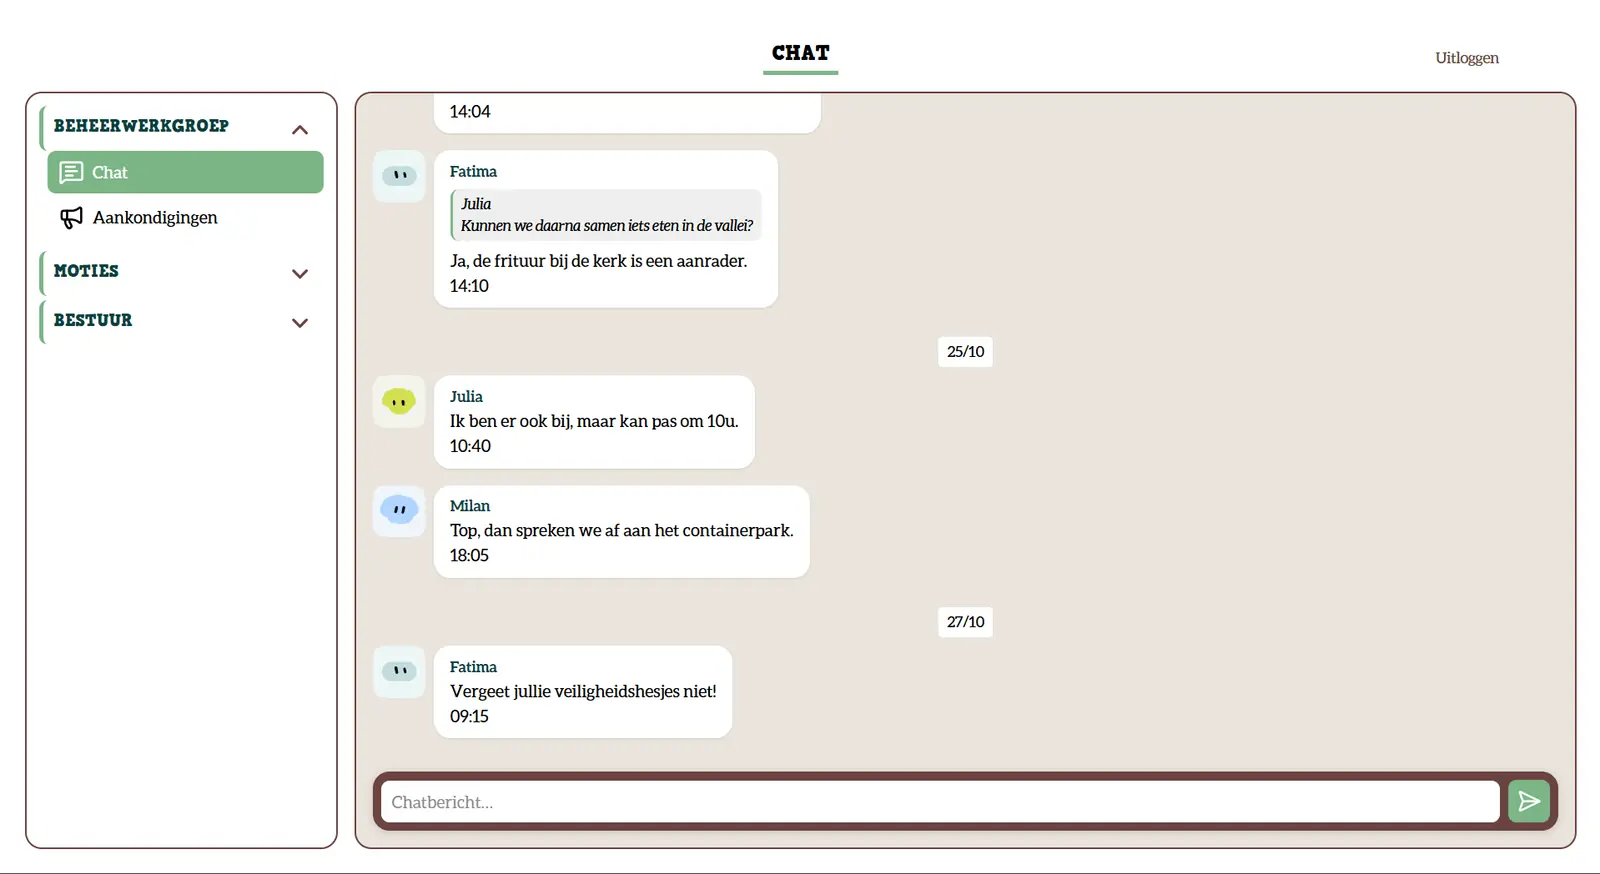 CHAT
Uitloggen
BEHEERWERKGROEP
Chat
Aankondigingen
MOTIES
BESTUUR
14:04
Fatima
Julia
Kunnen we daarna samen iets eten in de vallei?
Ja, de frituur bij de kerk is een aanrader.
14:10
25/10
Julia
Ik ben er ook bij, maar kan pas om 10u.
10:40
Milan
Top, dan spreken we af aan het containerpark.
18:05
27/10
Fatima
Vergeet jullie veiligheidshesjes niet!
09:15
Chatbericht...